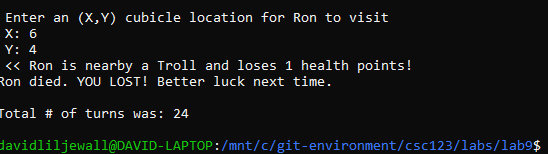 Enter an (X,Y) cubicle location for Ron to visit
X: 6
Y: 4
<< Ron is nearby a Troll and loses 1 health points!
Ron died. YOU LOST! Better luck next time.
Total # of turns was: 24
davidliljewall@DAVID-LAPTOP:/mnt/c/git-environment/csc123/labs/lab9$